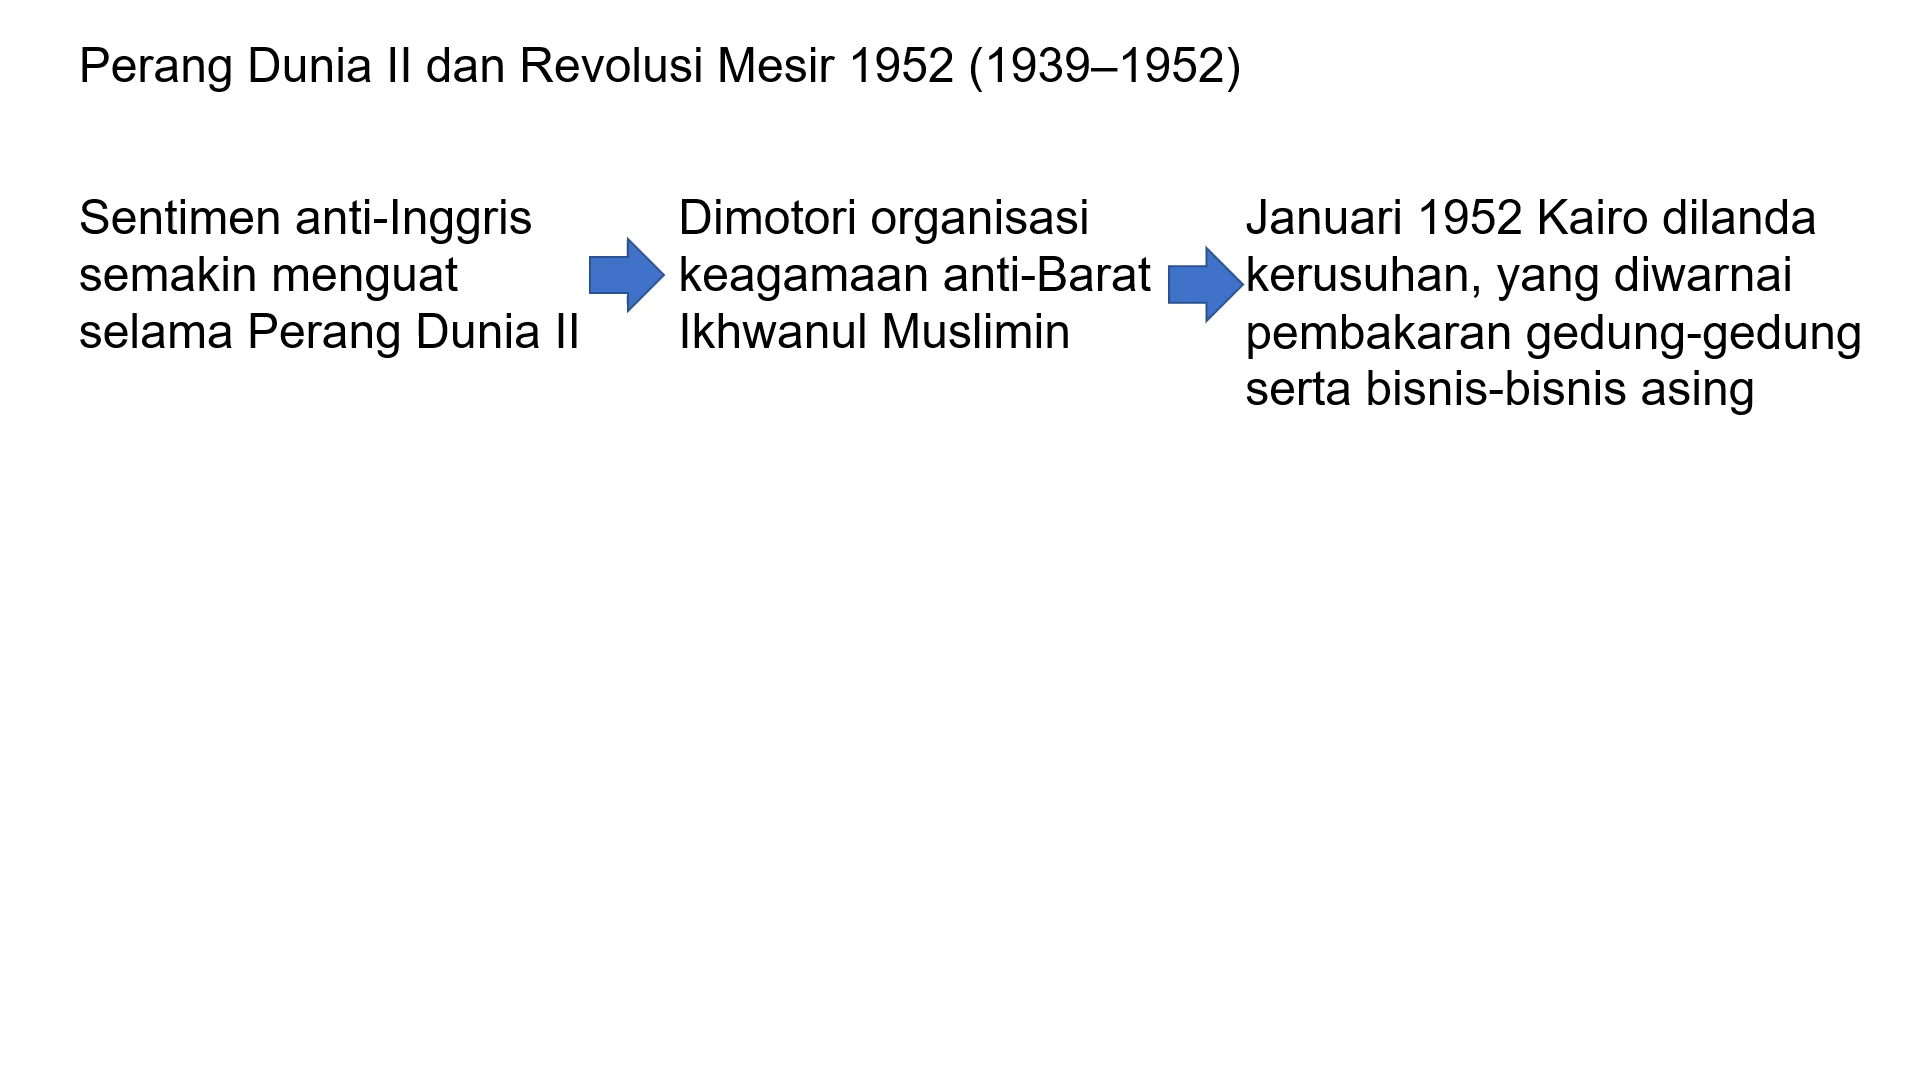 Perang Dunia II dan Revolusi Mesir 1952 (1939–1952)
Sentimen anti-Inggris
semakin menguat
selama Perang Dunia II
Dimotori organisasi
keagamaan anti-Barat
Ikhwanul Muslimin
Januari 1952 Kairo dilanda
kerusuhan, yang diwarnai
pembakaran gedung-gedung
serta bisnis-bisnis asing